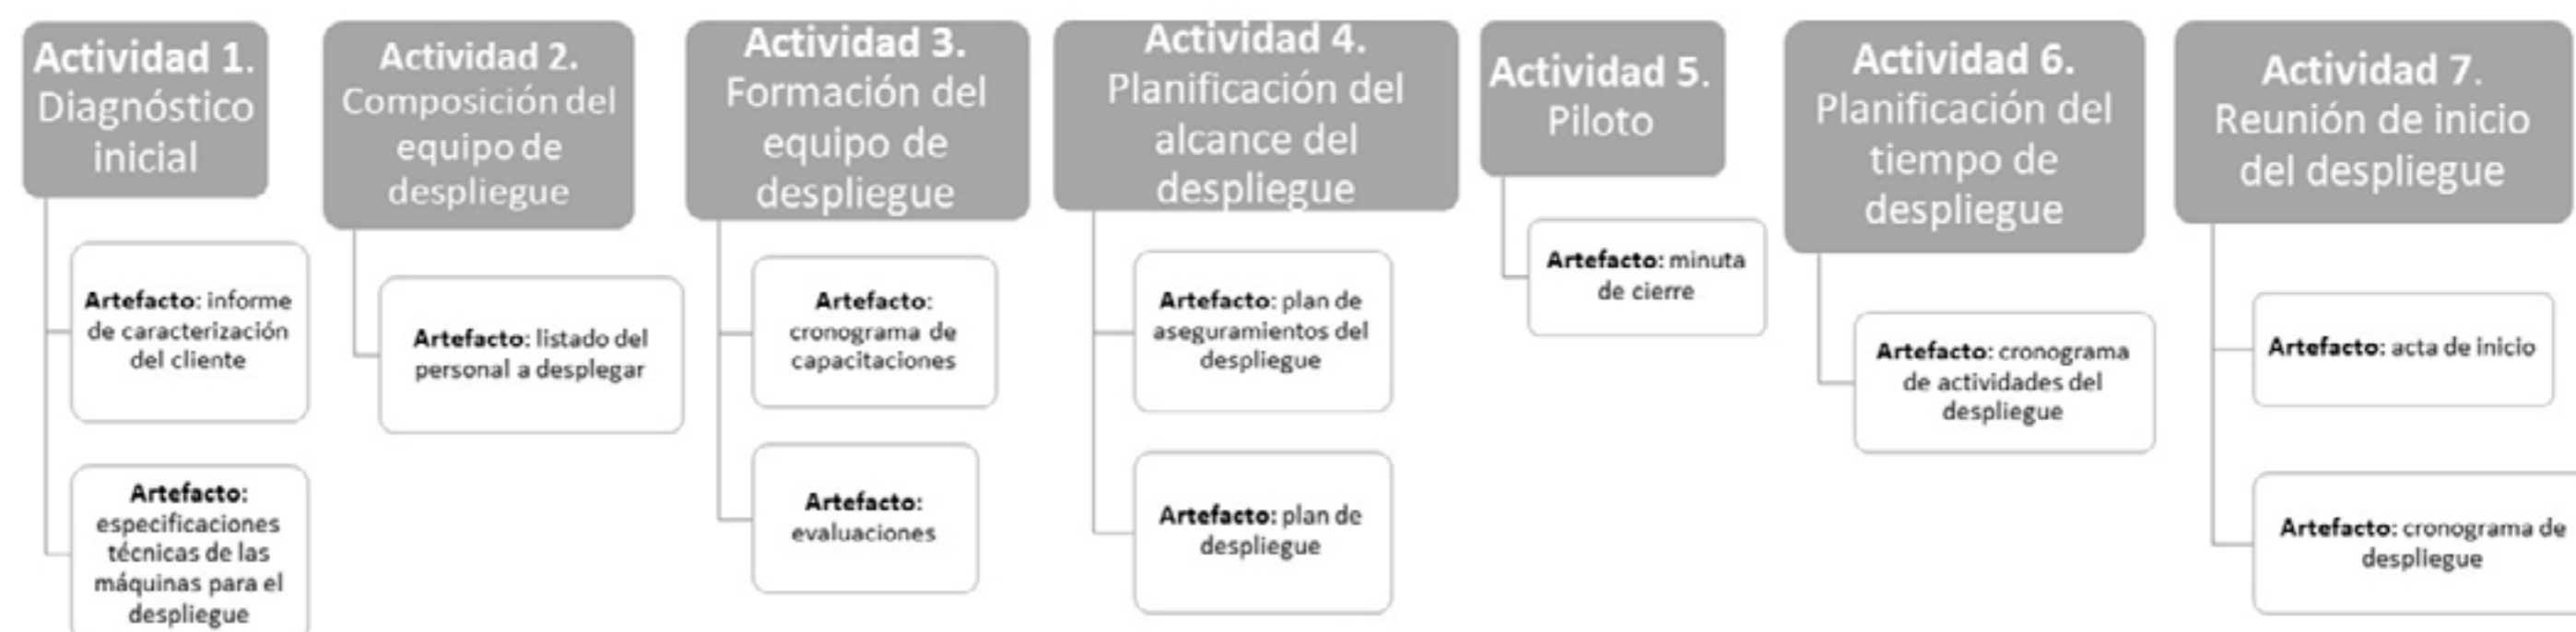 Actividad 1.
Diagnóstico
inicial
Artefacto: informe
de caracterización
del cliente
Artefacto:
especificaciones
técnicas de las
máquinas para el
despliegue
Actividad 2.
Composición del
equipo de
despliegue
Artefacto: listado del
personal a desplegar
Actividad 3.
Formación del
equipo de
despliegue
Artefacto:
cronograma de
capacitaciones
Artefacto:
evaluaciones
Actividad 4.
Planificación del
alcance del
despliegue
Artefacto: plan de
aseguramientos del
despliegue
Artefacto: plan de
despliegue
Actividad 5.
Piloto
Artefacto: minuta
de cierre
Actividad 6.
Planificación del
tiempo de
despliegue
Artefacto: cronograma
de actividades del
despliegue
Actividad 7.
Reunión de inicio
del despliegue
Artefacto: acta de inicio
Artefacto: cronograma de
despliegue